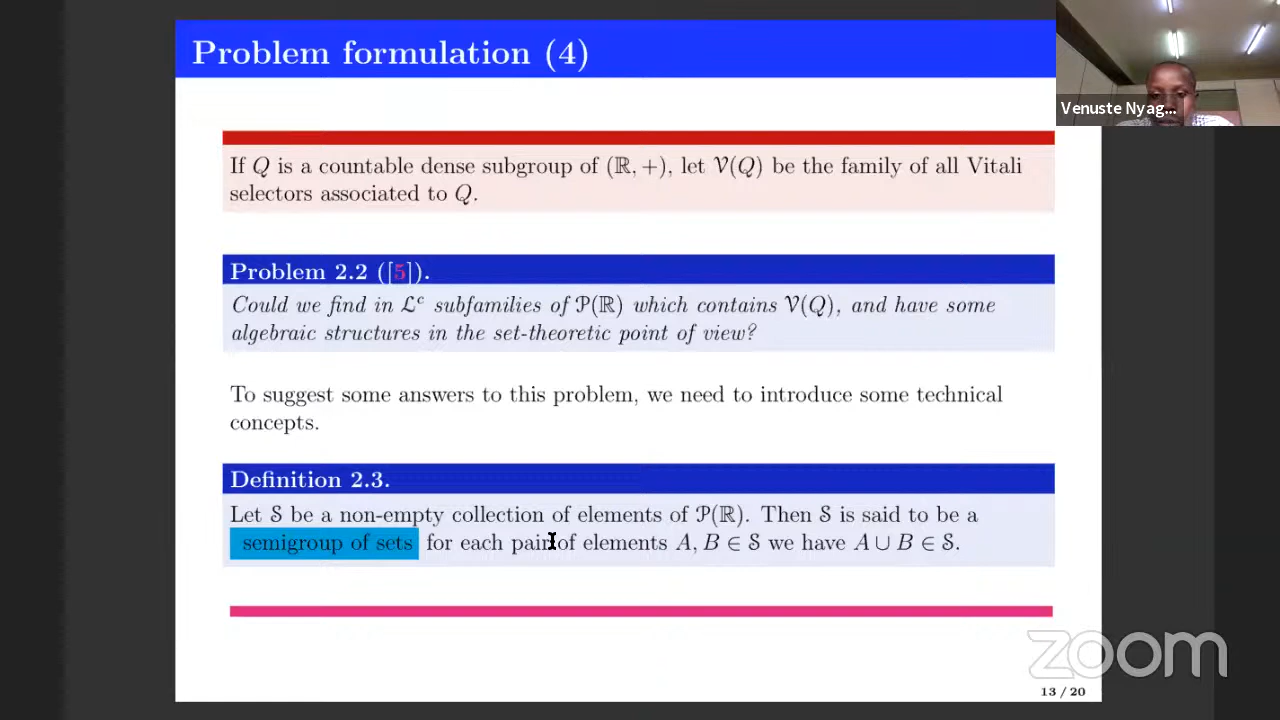 Problem formulation (4)
Venuste Nyag...
If Q is a countable dense subgroup of (ℝ, +), let 𝒱(Q) be the family of all Vitali
selectors associated to Q.
Problem 2.2 ([5]).
Could we find in ℒᶜ subfamilies of 𝒫(ℝ) which contains 𝒱(Q), and have some
algebraic structures in the set-theoretic point of view?
To suggest some answers to this problem, we need to introduce some technical
concepts.
Definition 2.3.
Let 𝒮 be a non-empty collection of elements of 𝒫(ℝ). Then 𝒮 is said to be a
semigroup of sets for each pair of elements A, B ∈ 𝒮 we have A ∪ B ∈ 𝒮.
zoom
13 / 20